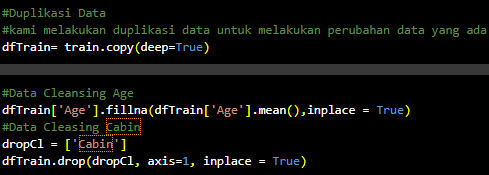 #Duplikasi Data
#kami melakukan duplikasi data untuk melakukan perubahan data yang ada
dfTrain= train.copy(deep=True)
#Data Cleansing Age
dfTrain['Age'].fillna(dfTrain['Age'].mean(),inplace = True)
#Data Cleasing Cabin
dropCl = ['Cabin']
dfTrain.drop(dropCl, axis=1, inplace = True)